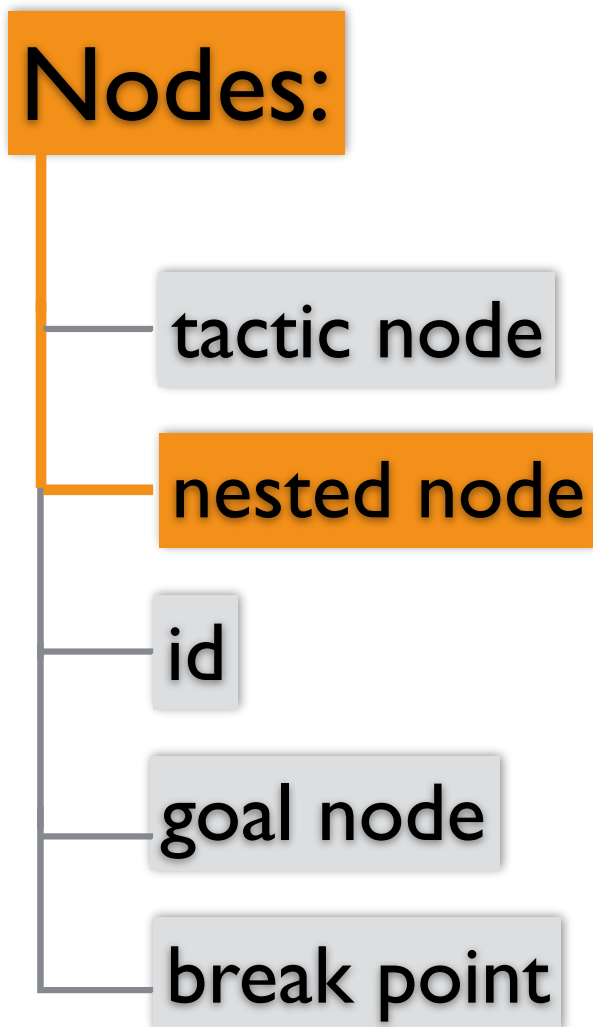 Nodes:
tactic node
nested node
id
goal node
break point